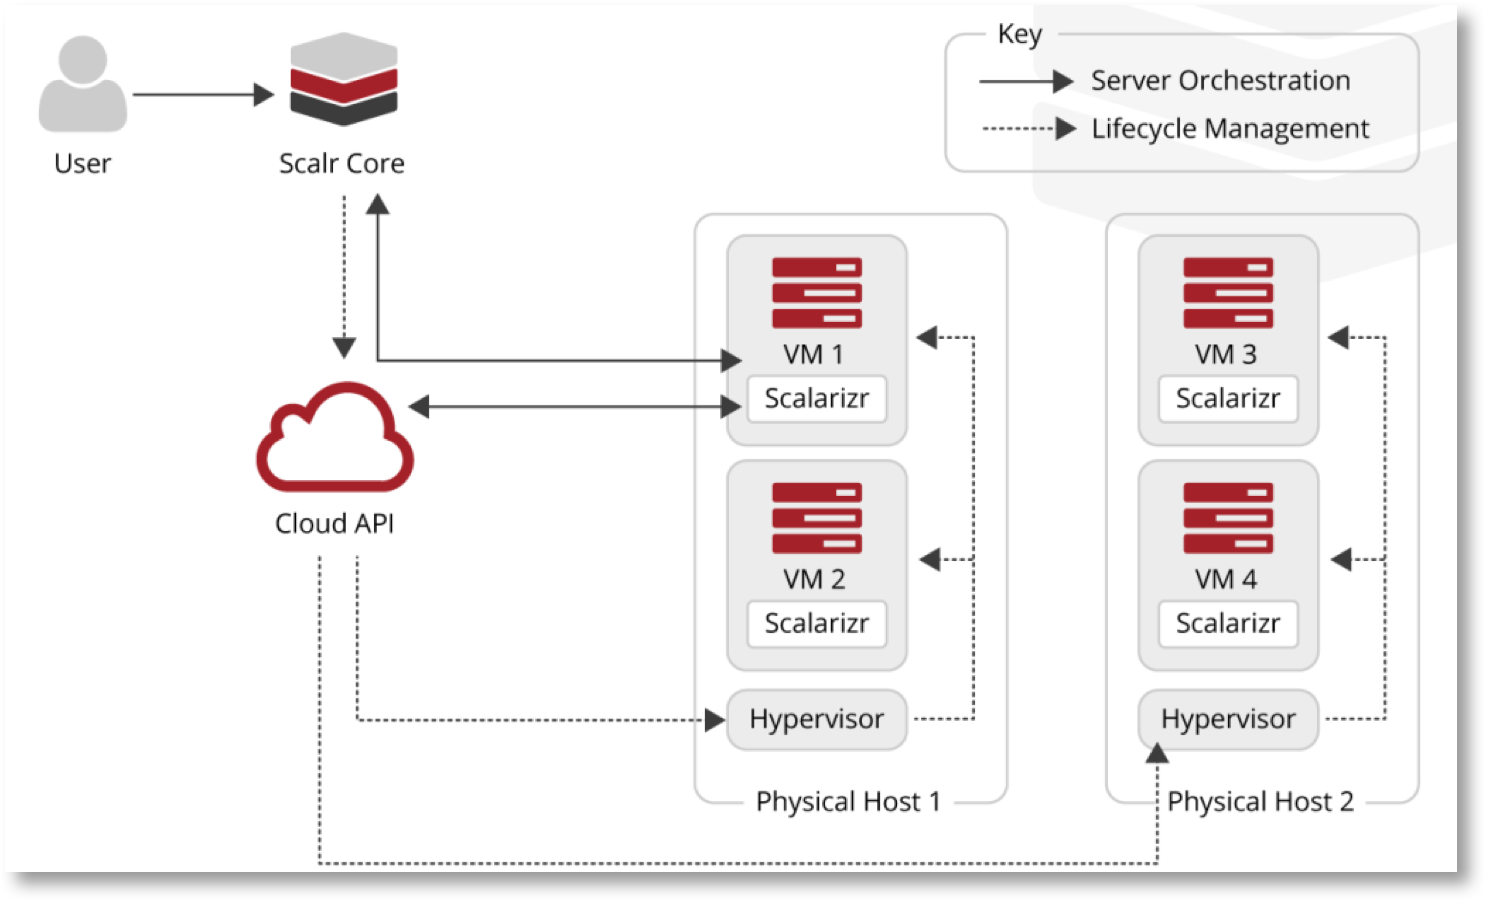 Key
Server Orchestration
Lifecycle Management
User
Scalr Core
Cloud API
VM 1
Scalarizr
VM 2
Scalarizr
Hypervisor
Physical Host 1
VM 3
Scalarizr
VM 4
Scalarizr
Hypervisor
Physical Host 2